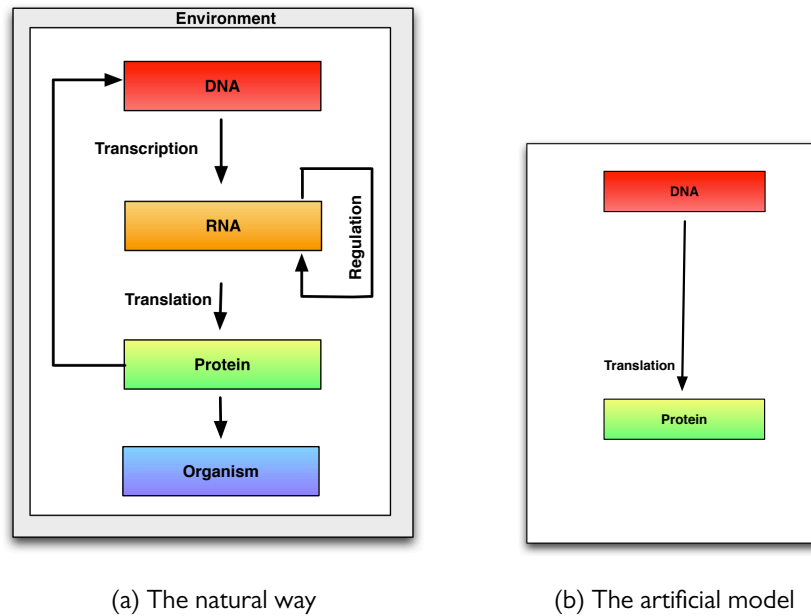 Environment
DNA
Transcription
RNA
Regulation
Translation
Protein
Organism
(a) The natural way
DNA
Translation
Protein
(b) The artificial model